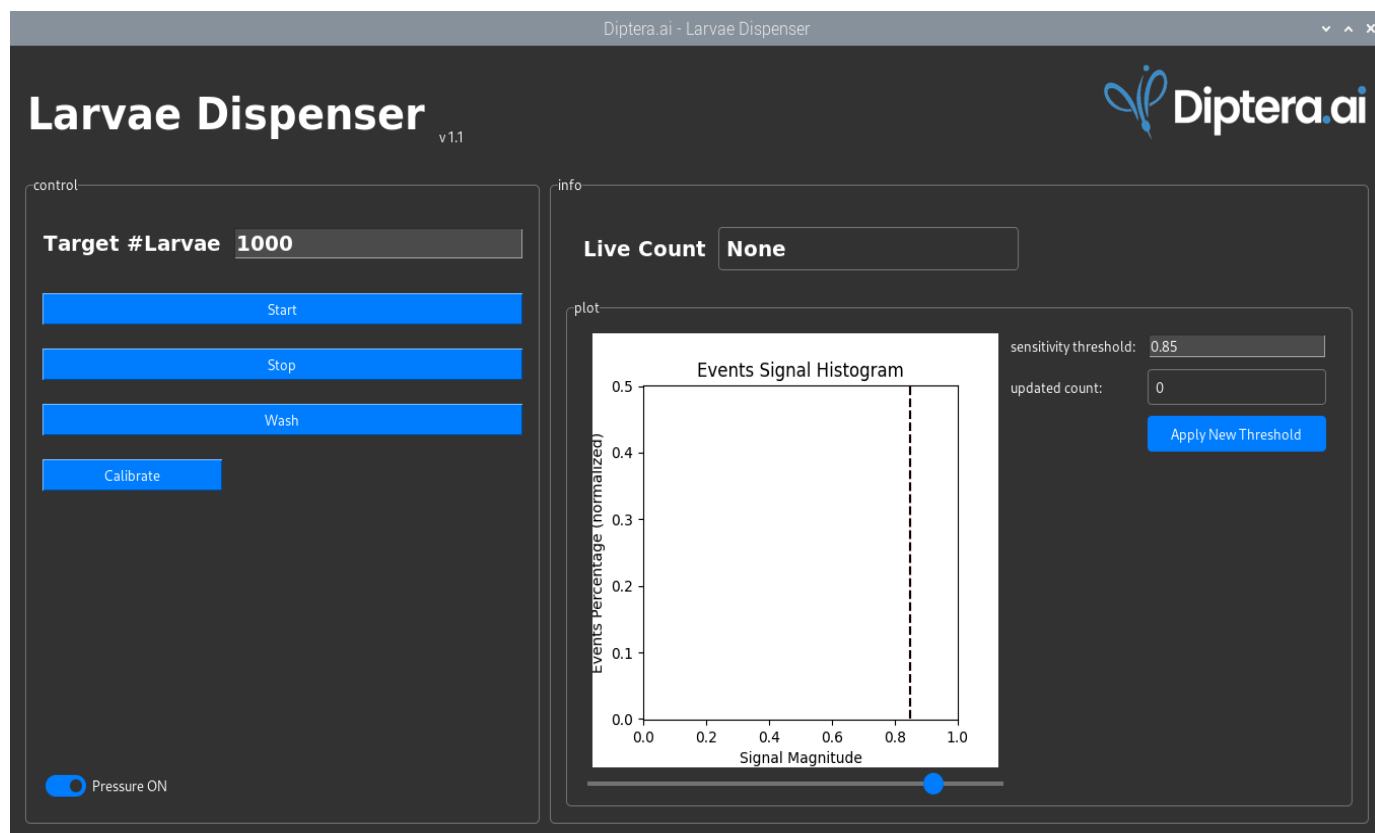 Diptera.ai - Larvae Dispenser
Larvae Dispenser v 1.1
Diptera.ai
control
Target #Larvae 1000
Start
Stop
Wash
Calibrate
Pressure ON
info
Live Count None
plot
Events Signal Histogram
Events Percentage (normalized)
0.5
0.4
0.3
0.2
0.1
0.0
0.0 0.2 0.4 0.6 0.8 1.0
Signal Magnitude
sensitivity threshold: 0.85
updated count: 0
Apply New Threshold